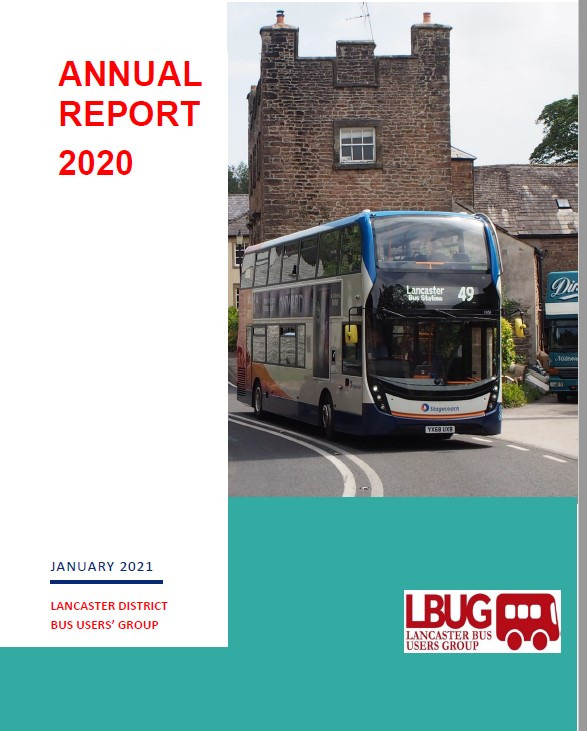 ANNUAL
REPORT
2020
Lancaster
Bus Station
49
Stagecoach
YX68 UXB
JANUARY 2021
LANCASTER DISTRICT
BUS USERS' GROUP
LBUG
LANCASTER BUS
USERS GROUP